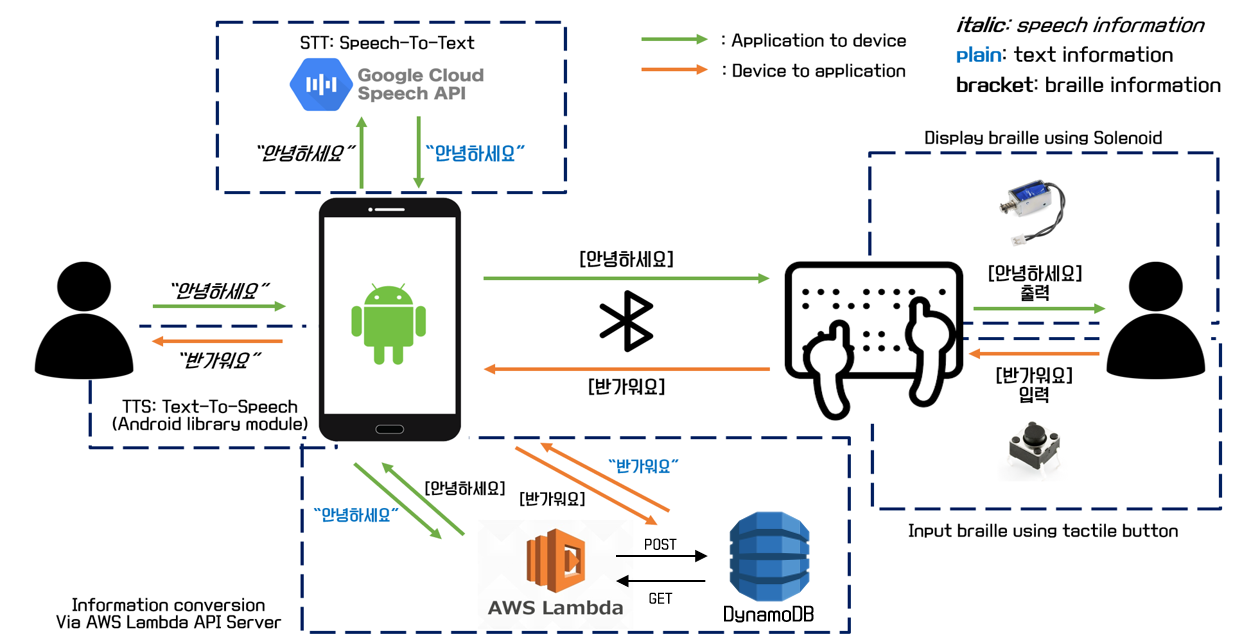 STT: Speech-To-Text
Google Cloud
Speech API
“안녕하세요”
“안녕하세요”
: Application to device
: Device to application
italic: speech information
plain: text information
bracket: braille information
Display braille using Solenoid
“안녕하세요”
“반가워요”
TTS: Text-To-Speech
(Android library module)
[안녕하세요]
[반가워요]
[안녕하세요]
출력
[반가워요]
입력
Input braille using tactile button
“안녕하세요”
[안녕하세요]
[반가워요]
“반가워요”
AWS Lambda
POST
GET
DynamoDB
Information conversion
Via AWS Lambda API Server